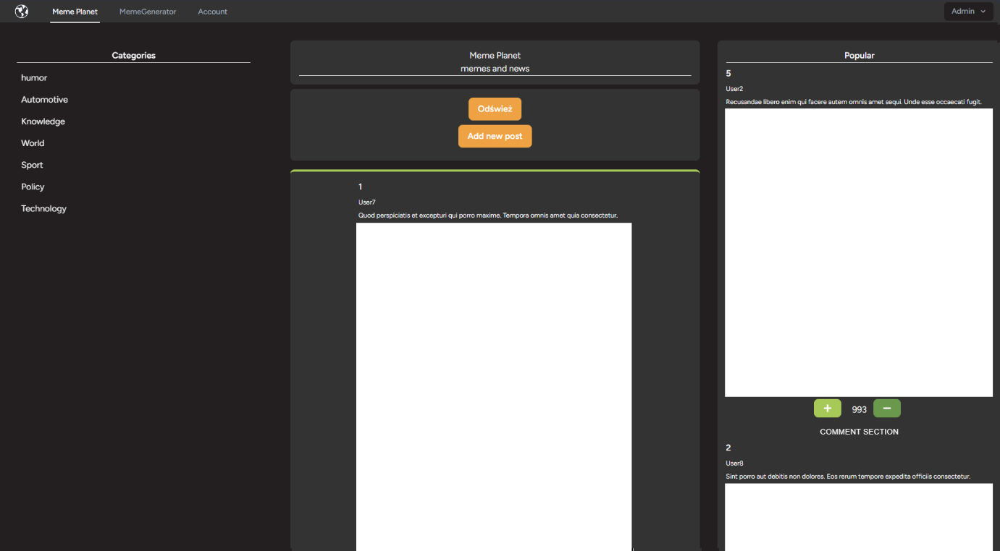 Meme Planet
MemeGenerator
Account
Admin
Categories
humor
Automotive
Knowledge
World
Sport
Policy
Technology
Meme Planet
memes and news
Odśwież
Add new post
1
User7
Quod perspiciatis et excepturi qui porro maxime. Tempora omnis amet quia consectetur.
Popular
5
User2
Recusandae libero enim qui facere autem omnis amet sequi. Unde esse occaecati fugit.
+ 993 −
COMMENT SECTION
2
User8
Sint porro aut debitis non dolores. Eos rerum tempore expedita officiis consectetur.